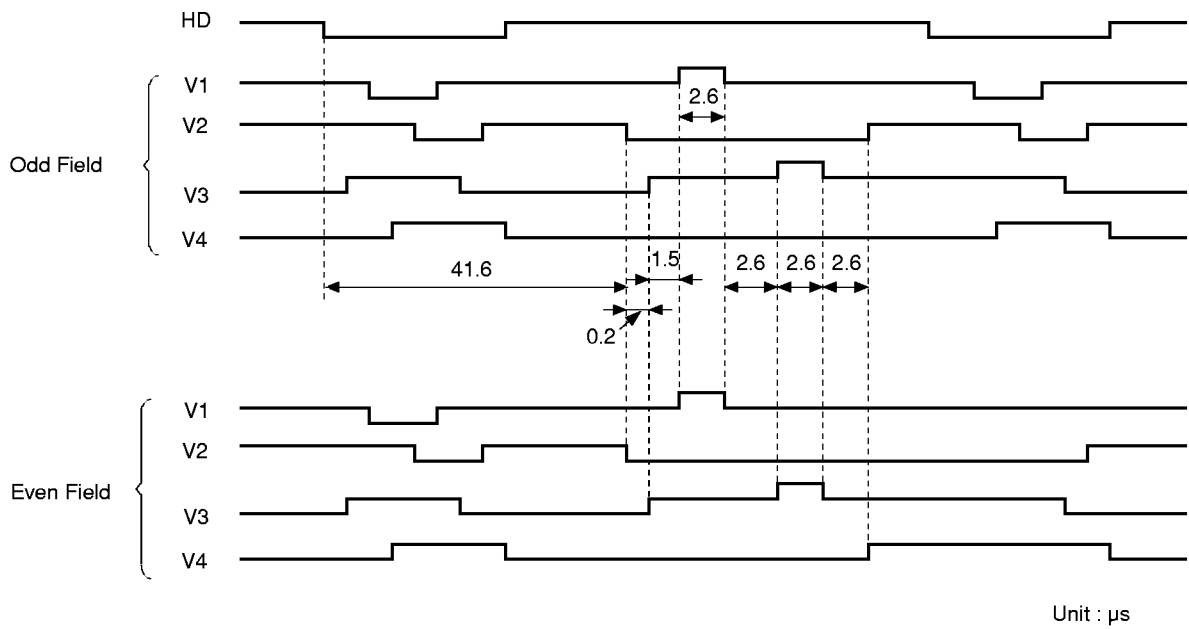 HD
Odd Field
V1
2.6
V2
V3
V4
41.6
1.5
2.6
2.6
2.6
0.2
Even Field
V1
V2
V3
V4
Unit : μs